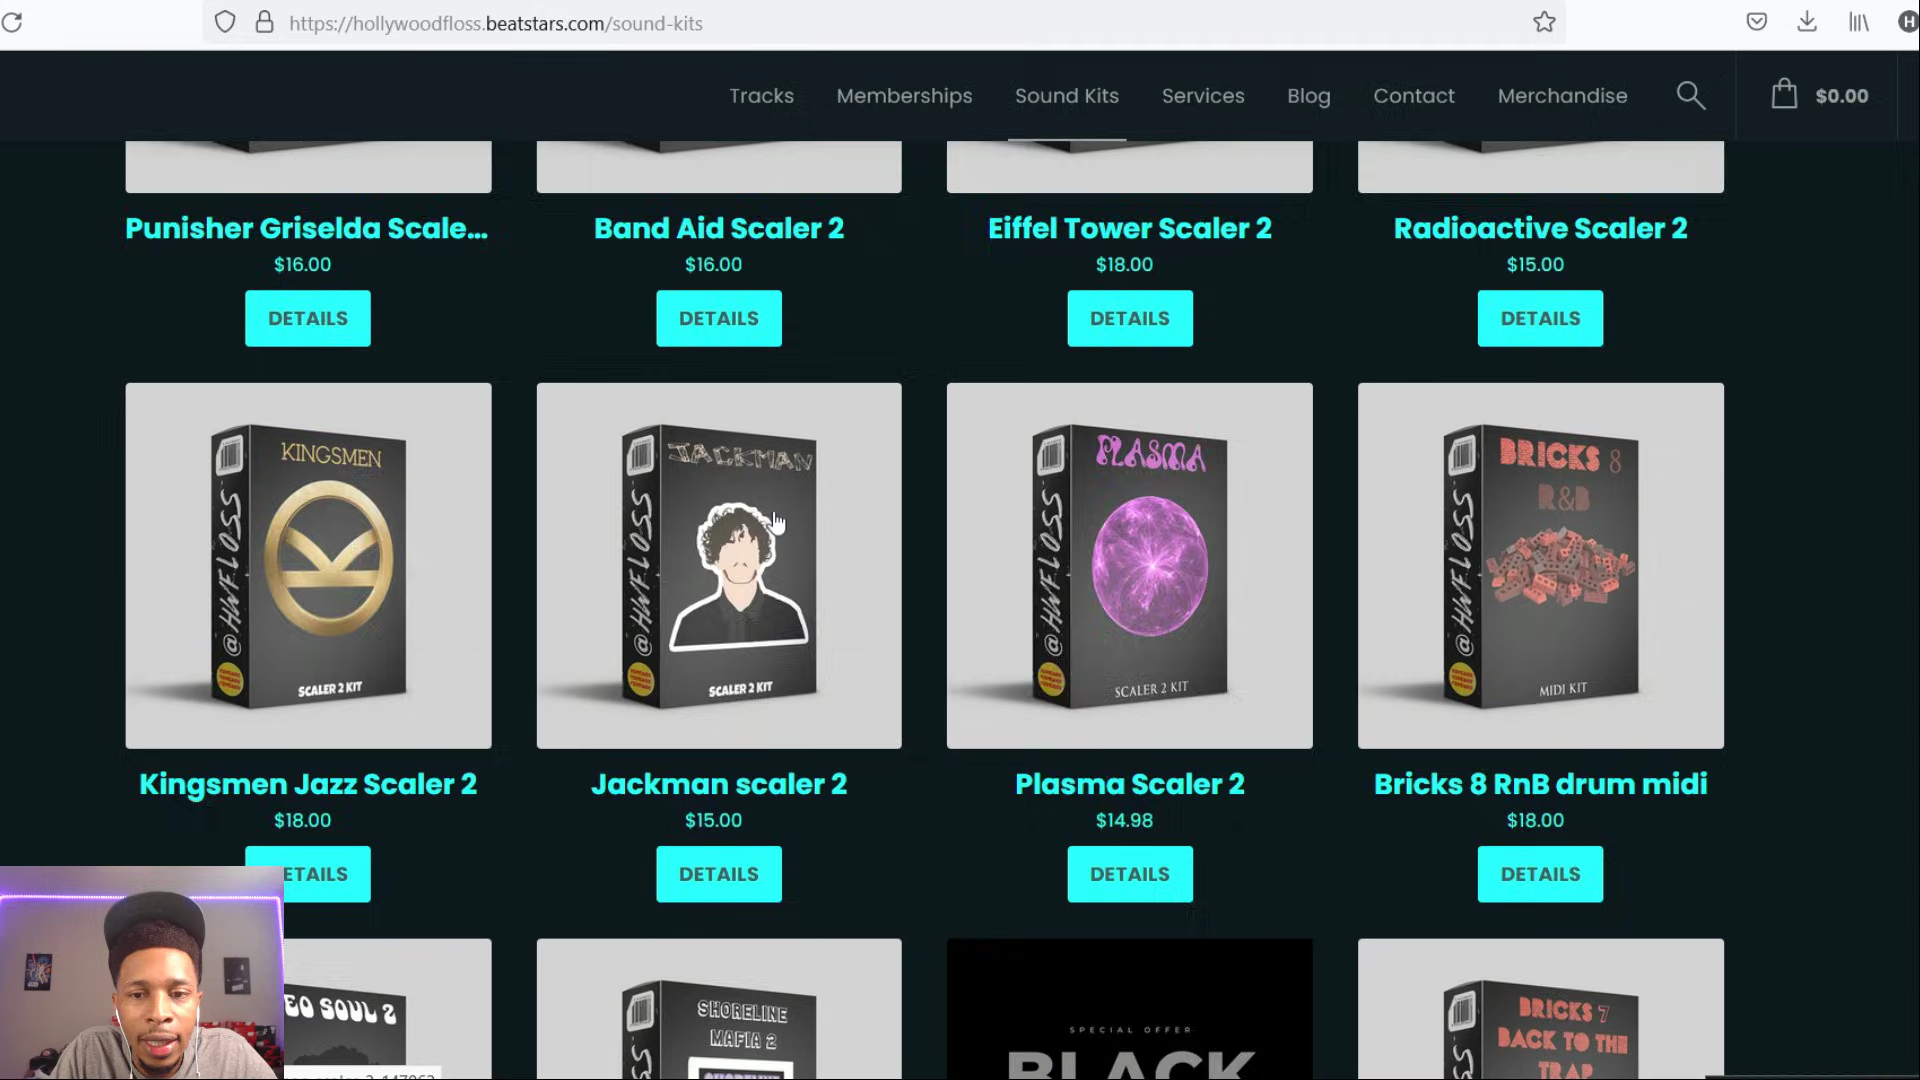 https://hollywoodfloss.beatstars.com/sound-kits
H
Tracks
Memberships
Sound Kits
Services
Blog
Contact
Merchandise
$0.00
Punisher Griselda Scale...
$16.00
DETAILS
Band Aid Scaler 2
$16.00
DETAILS
Eiffel Tower Scaler 2
$18.00
DETAILS
Radioactive Scaler 2
$15.00
DETAILS
KINGSMEN
@HWFLOSS
SCALER 2 KIT
JACKMAN
@HWFLOSS
SCALER 2 KIT
PLASMA
@HWFLOSS
SCALER 2 KIT
BRICKS 8
R&B
@HWFLOSS
MIDI KIT
Kingsmen Jazz Scaler 2
$18.00
DETAILS
Jackman scaler 2
$15.00
DETAILS
Plasma Scaler 2
$14.98
DETAILS
Bricks 8 RnB drum midi
$18.00
DETAILS
EO SOUL 2
SHORELINE
MAFIA 2
SPECIAL OFFER
BLACK
BRICKS 7
BACK TO THE
TRAP